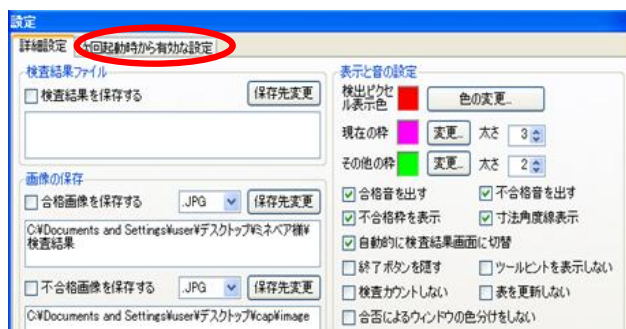 設定
詳細設定 次回起動時から有効な設定
検査結果ファイル
検査結果を保存する 保存先変更
画像の保存
合格画像を保存する .JPG 保存先変更
C:¥Documents and Settings¥user¥デスクトップ¥ミネベア様¥
検査結果
不合格画像を保存する .JPG 保存先変更
C:¥Documents and Settings¥user¥デスクトップ¥cap¥image
表示と音の設定
検出ピクセ
ル表示色 色の変更...
現在の枠 変更... 太さ 3
その他の枠 変更... 太さ 2
合格音を出す 不合格音を出す
不合格枠を表示 寸法角度線表示
自動的に検査結果画面に切替
終了ボタンを隠す ツールヒントを表示しない
検査カウントしない 表を更新しない
合否によるウィンドウの色分けをしない